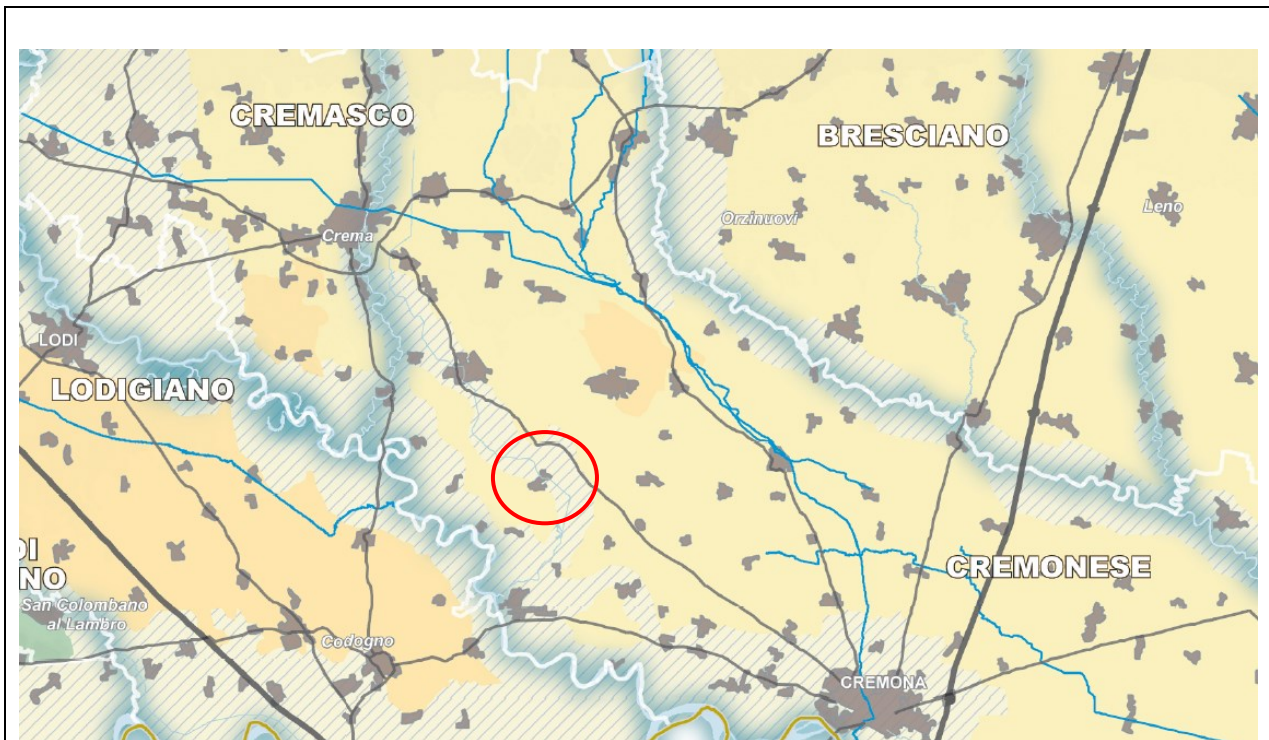 CREMASCO
BRESCIANO
Orzinuovi
Leno
Crema
LODI
LODIGIANO
CREMONESE
DI
NO
San Colombano
al Lambro
Codogno
CREMONA